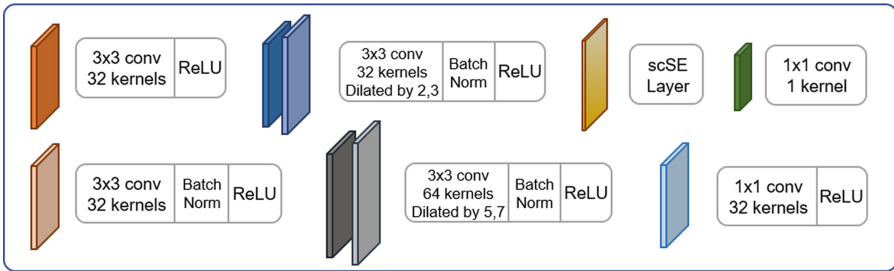 3x3 conv
32 kernels
ReLU
3x3 conv
32 kernels
Dilated by 2,3
Batch
Norm
ReLU
scSE
Layer
1x1 conv
1 kernel
3x3 conv
32 kernels
Batch
Norm
ReLU
3x3 conv
64 kernels
Dilated by 5,7
Batch
Norm
ReLU
1x1 conv
32 kernels
ReLU